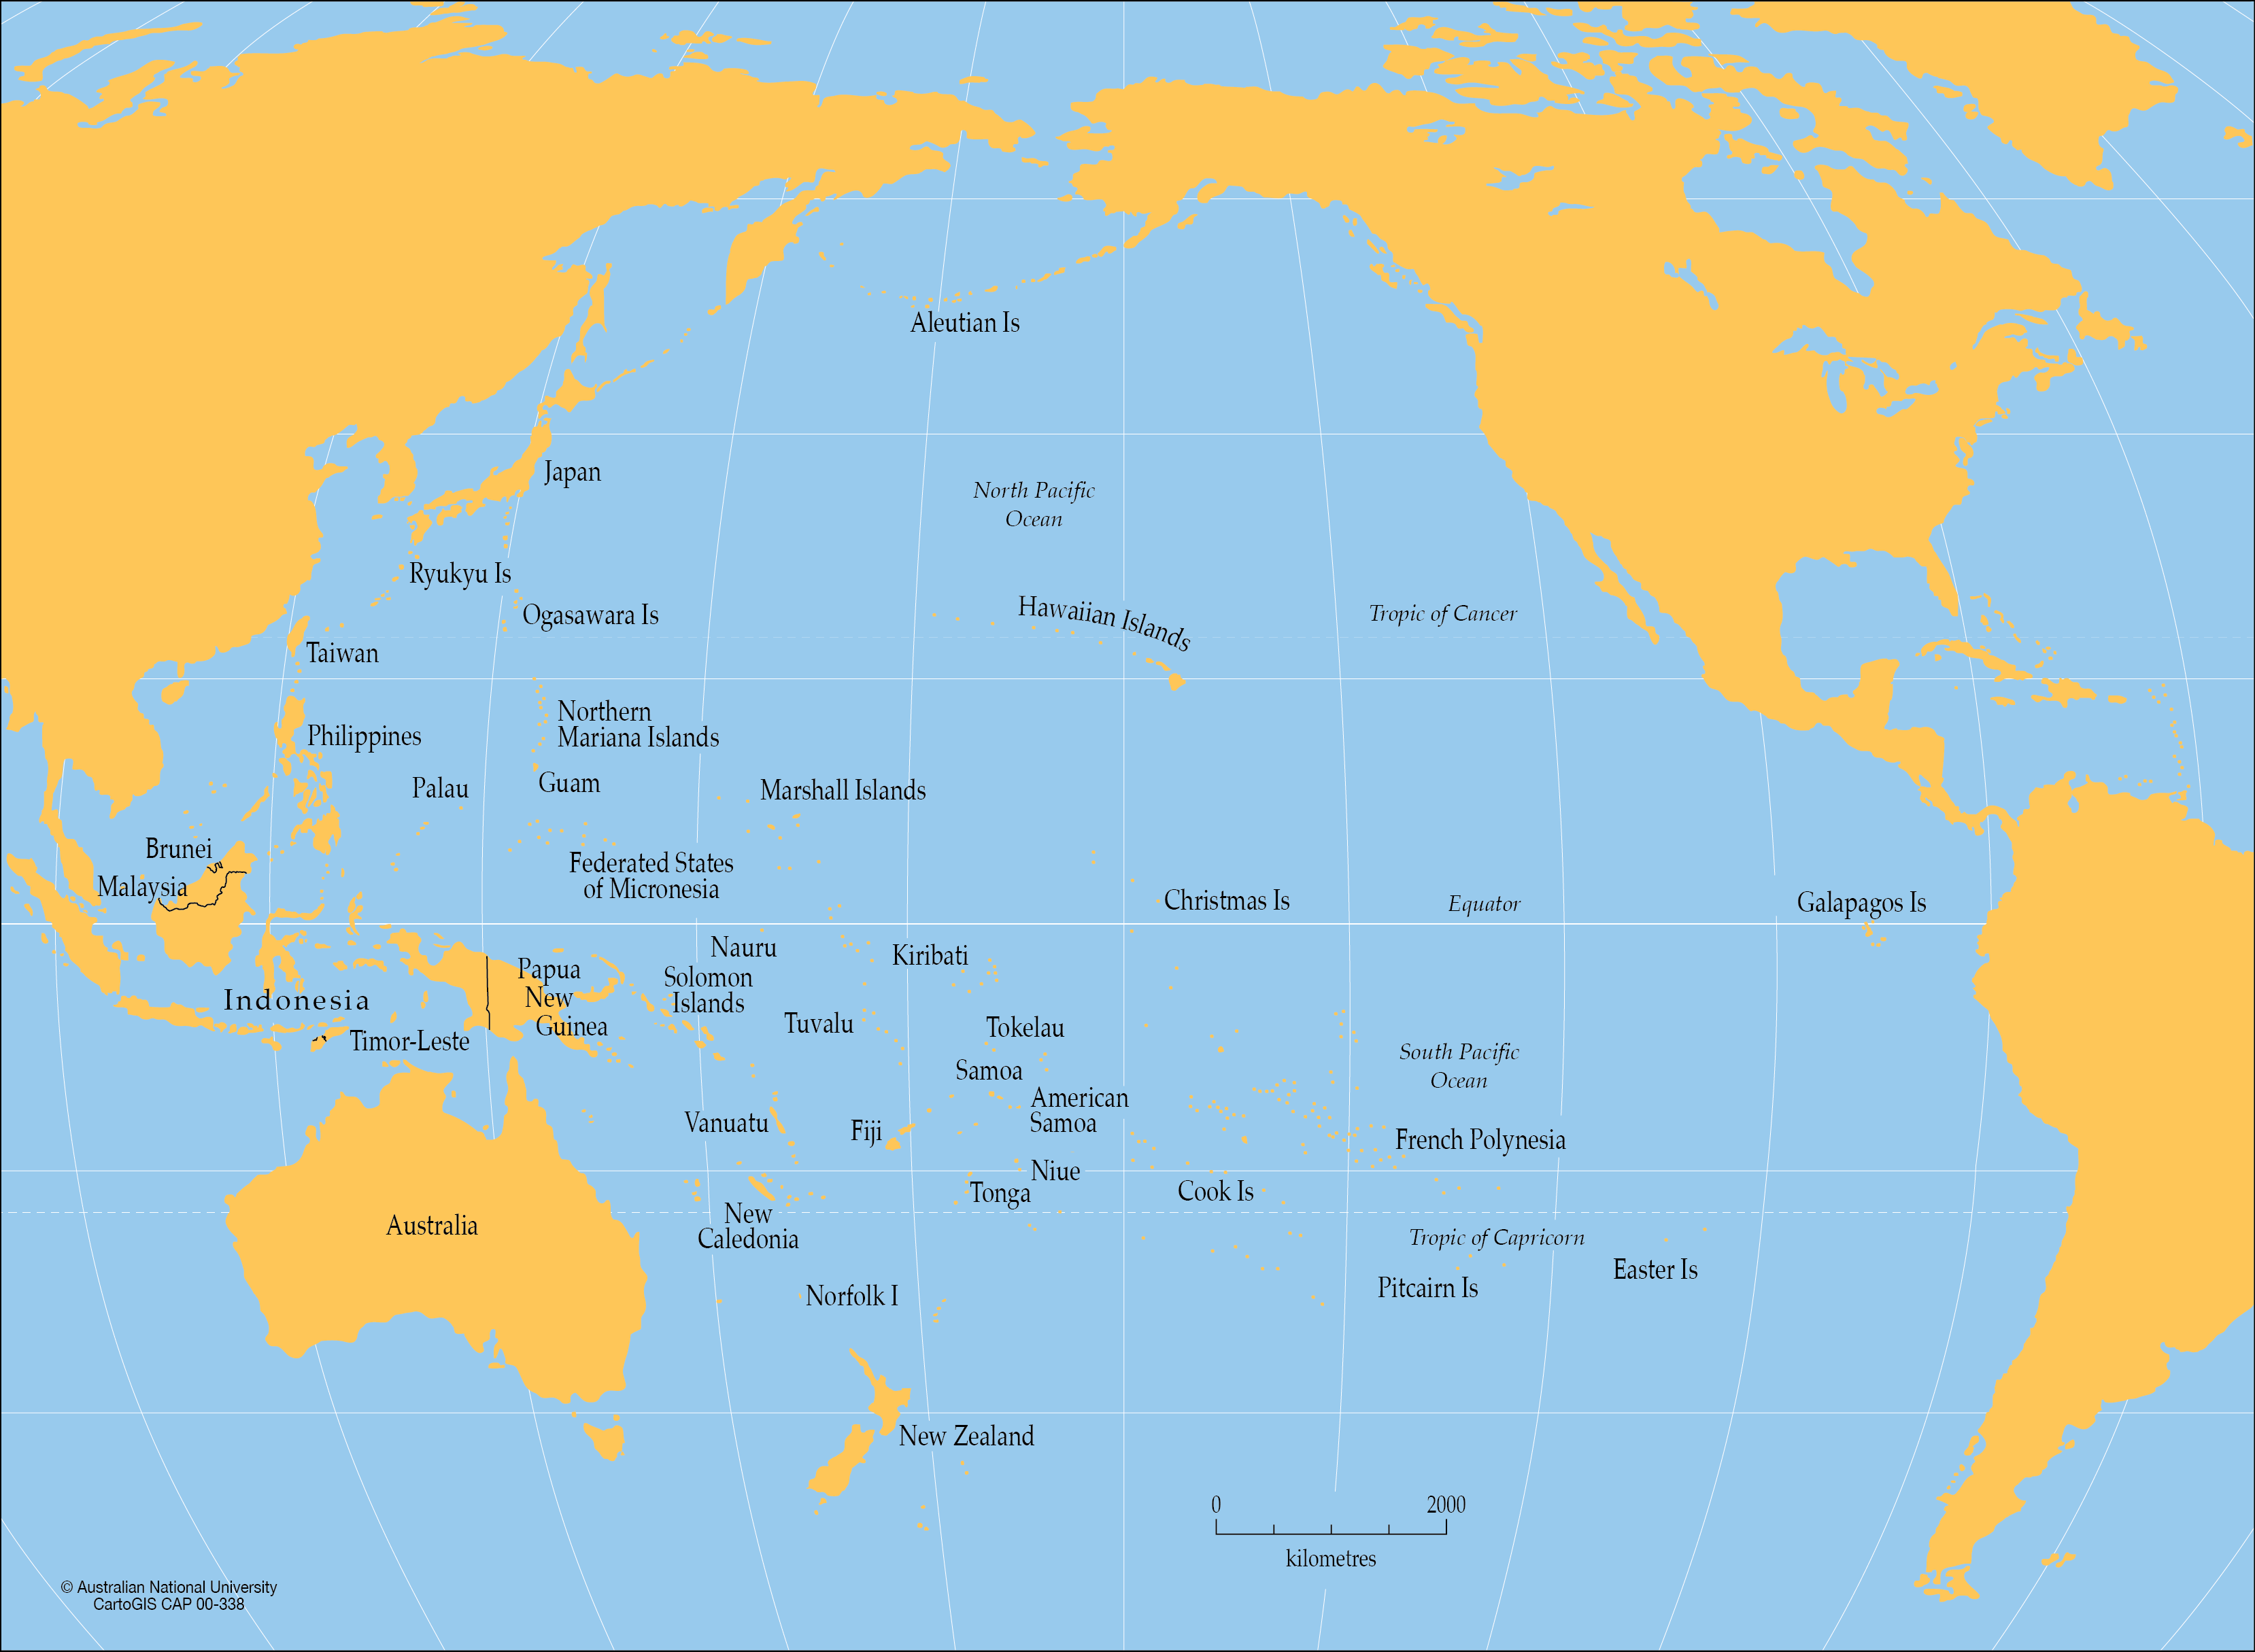 Aleutian Is
Japan
North Pacific
Ocean
Ryukyu Is
Ogasawara Is
Hawaiian Islands
Tropic of Cancer
Taiwan
Northern
Mariana Islands
Philippines
Palau
Guam
Marshall Islands
Brunei
Malaysia
Federated States
of Micronesia
Christmas Is
Equator
Galapagos Is
Nauru
Kiribati
Papua
New
Guinea
Solomon
Islands
Indonesia
Timor-Leste
Tuvalu
Tokelau
South Pacific
Ocean
Samoa
American
Samoa
Vanuatu
Fiji
French Polynesia
Niue
Tonga
Cook Is
New
Caledonia
Australia
Tropic of Capricorn
Easter Is
Pitcairn Is
Norfolk I
New Zealand
0 2000
kilometres
© Australian National University
CartoGIS CAP 00-338